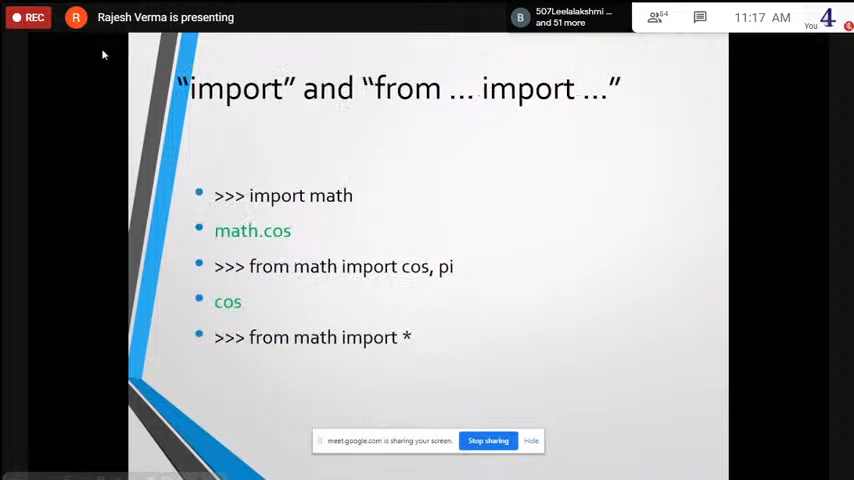 REC
R
Rajesh Verma is presenting
B
507Leelalakshmi ...
and 51 more
54
11:17 AM
You
4
"import" and "from ... import ..."
>>> import math
math.cos
>>> from math import cos, pi
cos
>>> from math import *
meet.google.com is sharing your screen.
Stop sharing
Hide